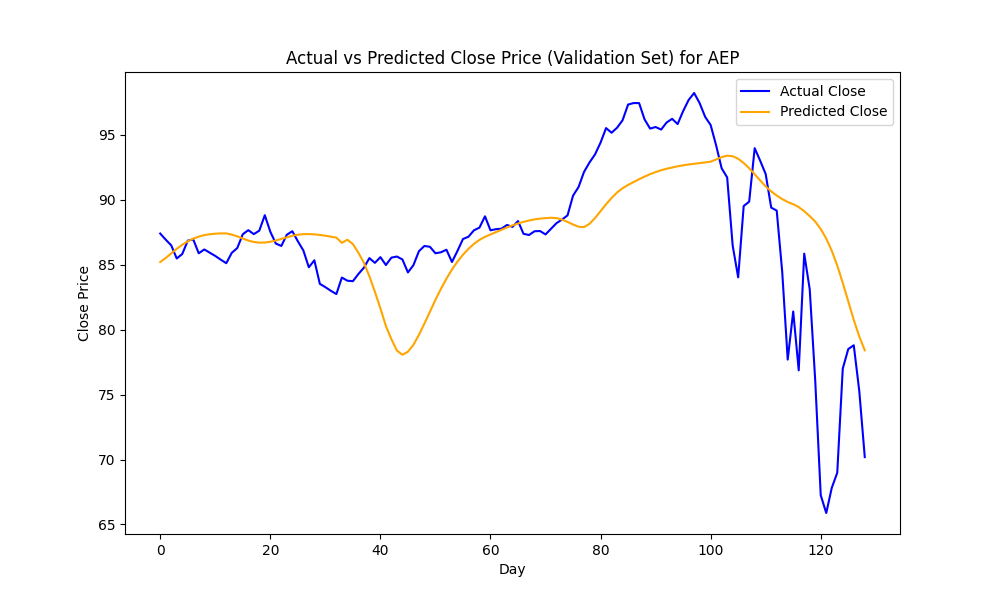 Actual vs Predicted Close Price (Validation Set) for AEP
Actual Close
Predicted Close
Close Price
95
90
85
80
75
70
65
0 20 40 60 80 100 120
Day